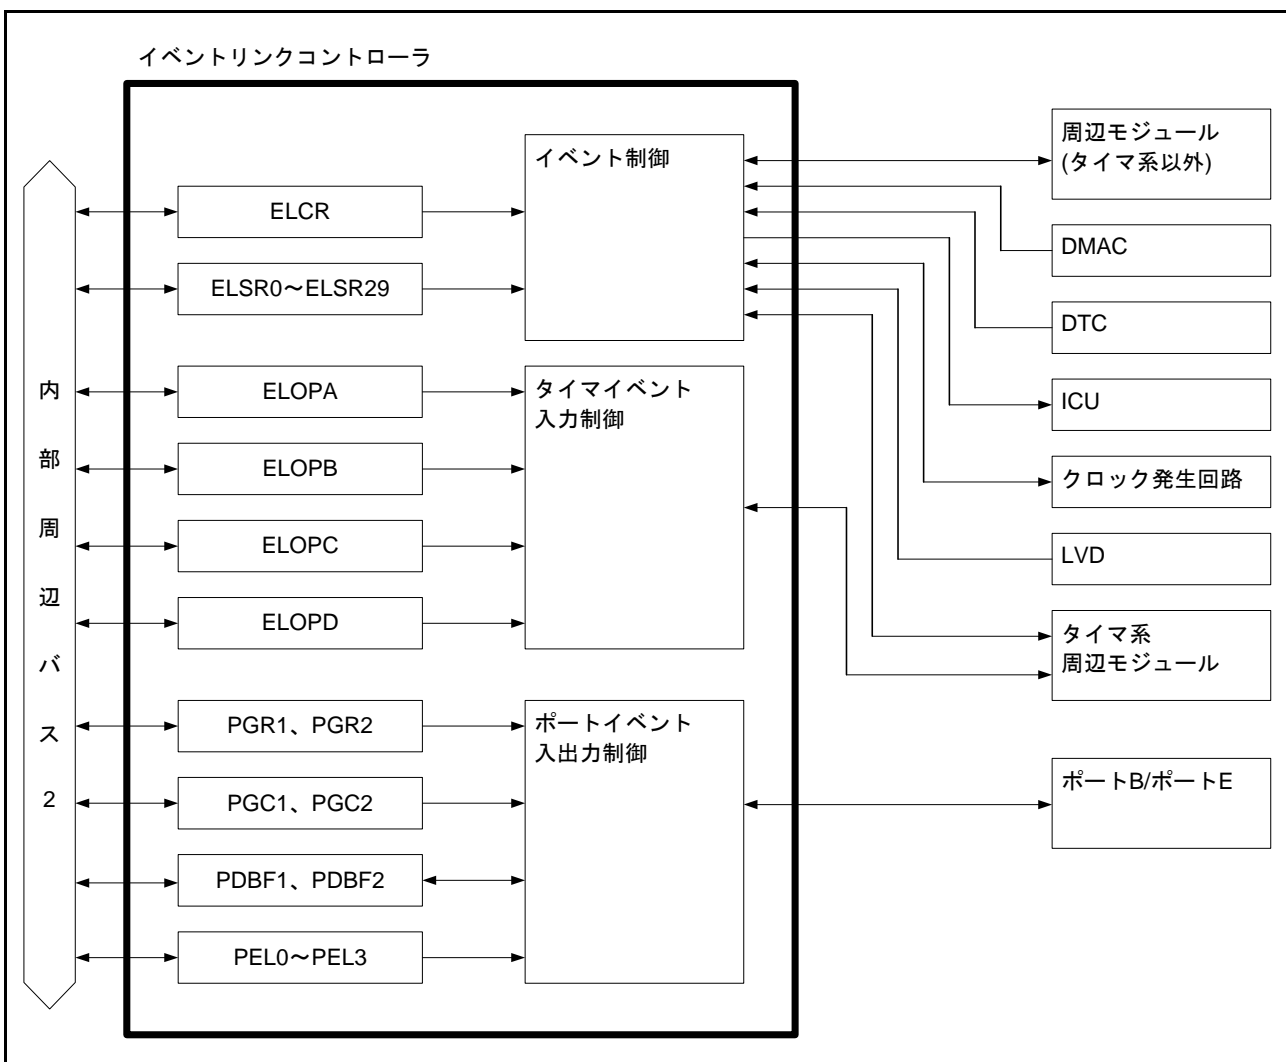 イベントリンクコントローラ
内部周辺バス2
ELCR
ELSR0～ELSR29
ELOPA
ELOPB
ELOPC
ELOPD
PGR1、PGR2
PGC1、PGC2
PDBF1、PDBF2
PEL0～PEL3
イベント制御
タイマイベント
入力制御
ポートイベント
入出力制御
周辺モジュール
(タイマ系以外)
DMAC
DTC
ICU
クロック発生回路
LVD
タイマ系
周辺モジュール
ポートB/ポートE